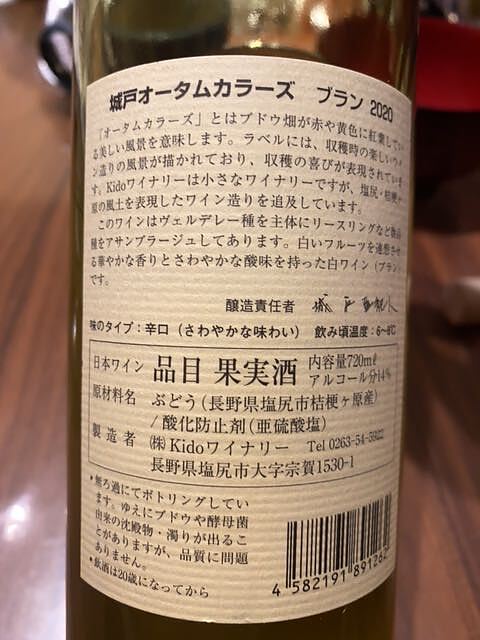 城戸オータムカラーズ ブラン 2020
「オータムカラーズ」とはブドウ畑が赤や黄色に紅葉してい
る美しい風景を意味します。ラベルには、収穫時の楽しいワイ
ン造りの風景が描かれており、収穫の喜びが表現されていま
す。Kidoワイナリーは小さなワイナリーですが、塩尻・桔梗ヶ
原の風土を表現したワイン造りを追及しています。
このワインはヴェルデレー種を主体にリースリングなど数品
種をアサンブラージュしてあります。白いフルーツを連想させ
る華やかな香りとさわやかな酸味を持った白ワイン（ブラン）
です。
醸造責任者 城戸亜紀人
味のタイプ：辛口（さわやかな味わい） 飲み頃温度：6〜8℃
日本ワイン 品目 果実酒 内容量720mℓ
アルコール分14%
原材料名 ぶどう（長野県塩尻市桔梗ヶ原産）
/ 酸化防止剤（亜硫酸塩）
製造者 ㈱Kidoワイナリー Tel 0263-54-5922
長野県塩尻市大字宗賀1530-1
•無ろ過にてボトリングしてい
ます。ゆえにブドウや酵母菌
由来の沈殿物・濁りが出るこ
とがありますが、品質に問題
ありません。
•飲酒は20歳になってから
4 582191 891262